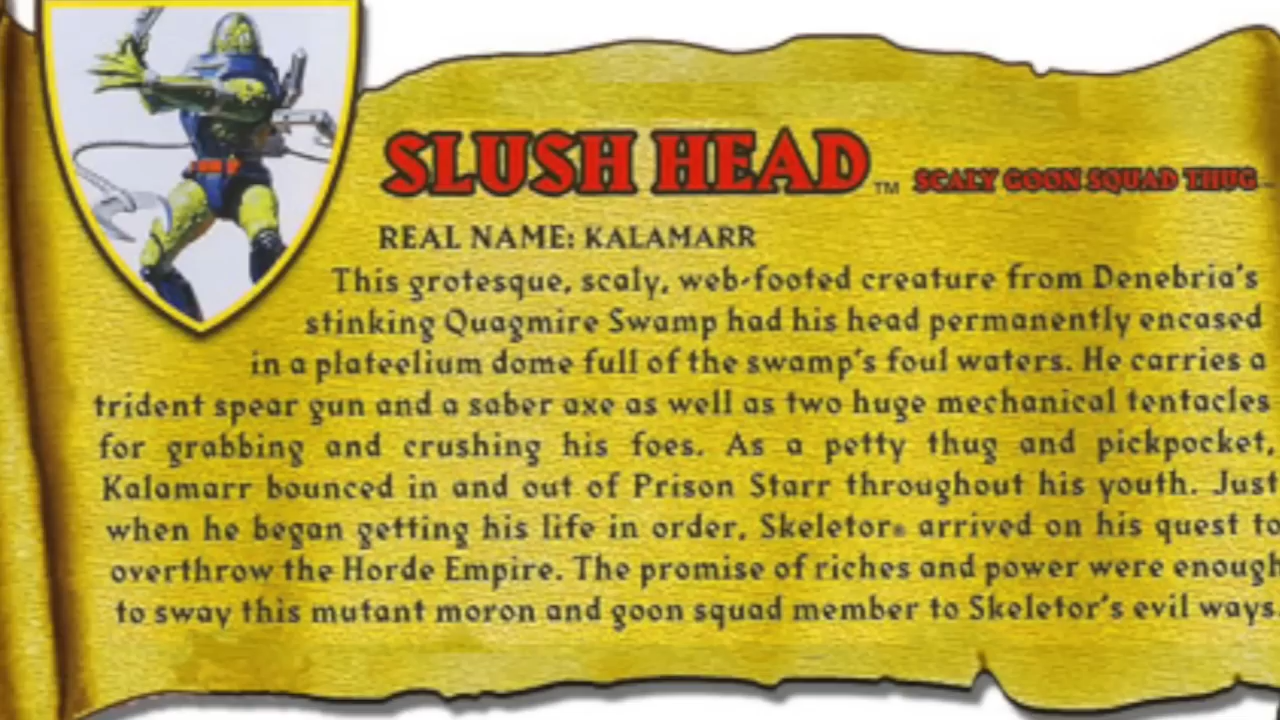 SLUSH HEAD™ SCALY GOON SQUAD THUG
REAL NAME: KALAMARR
This grotesque, scaly, web-footed creature from Denebria's
stinking Quagmire Swamp had his head permanently encased
in a plateelium dome full of the swamp's foul waters. He carries a
trident spear gun and a saber axe as well as two huge mechanical tentacles
for grabbing and crushing his foes. As a petty thug and pickpocket,
Kalamarr bounced in and out of Prison Starr throughout his youth. Just
when he began getting his life in order, Skeletor® arrived on his quest to
overthrow the Horde Empire. The promise of riches and power were enough
to sway this mutant moron and goon squad member to Skeletor's evil ways.